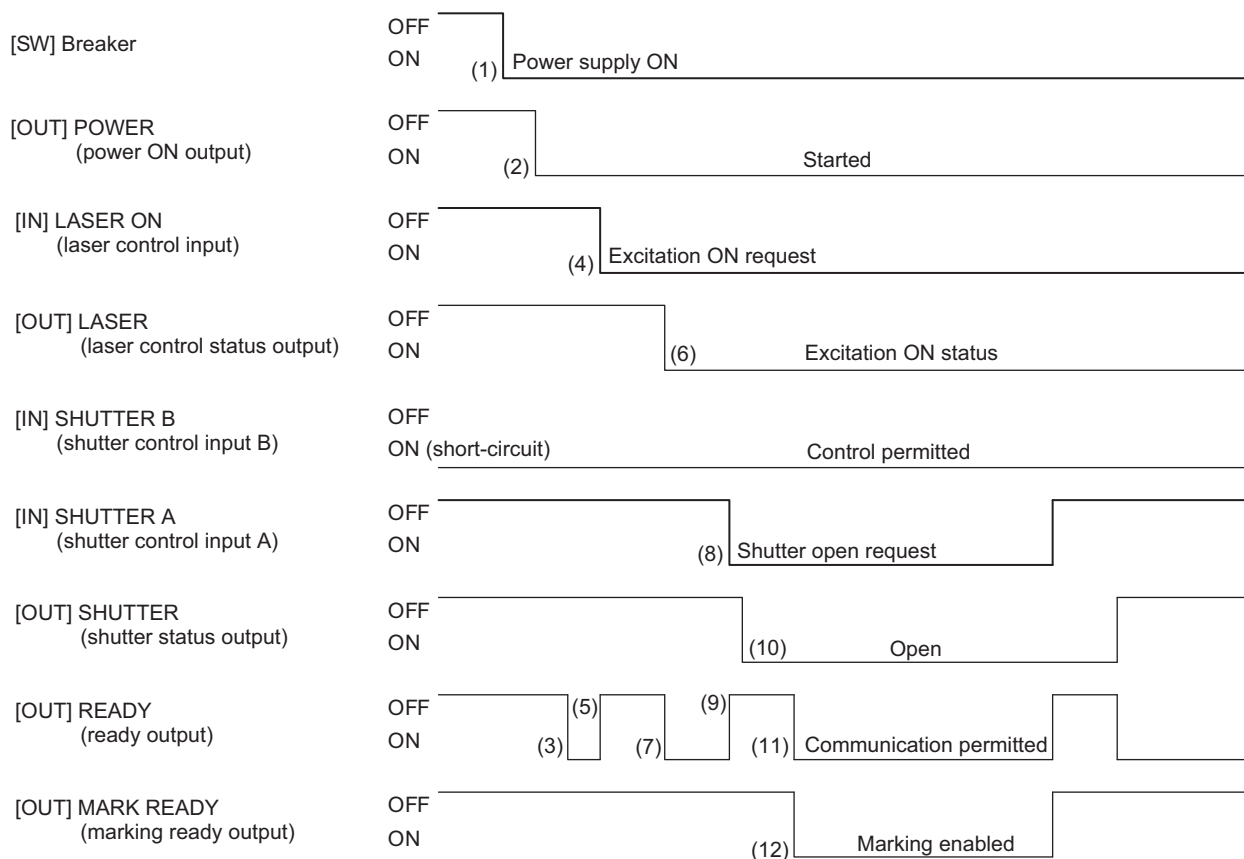 [SW] Breaker
OFF
ON
(1)
Power supply ON
[OUT] POWER
(power ON output)
OFF
ON
(2)
Started
[IN] LASER ON
(laser control input)
OFF
ON
(4)
Excitation ON request
[OUT] LASER
(laser control status output)
OFF
ON
(6)
Excitation ON status
[IN] SHUTTER B
(shutter control input B)
OFF
ON (short-circuit)
Control permitted
[IN] SHUTTER A
(shutter control input A)
OFF
ON
(8)
Shutter open request
[OUT] SHUTTER
(shutter status output)
OFF
ON
(10)
Open
[OUT] READY
(ready output)
OFF
ON
(3)
(5)
(7)
(9)
(11)
Communication permitted
[OUT] MARK READY
(marking ready output)
OFF
ON
(12)
Marking enabled